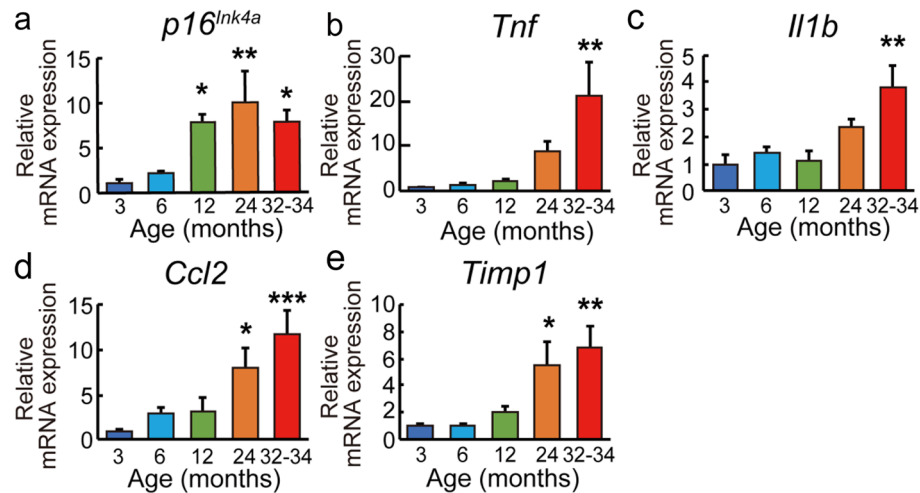 a
p16Ink4a
Relative
mRNA expression
15
10
5
0
*
**
*
3 6 12 24 32-34
Age (months)
b
Tnf
Relative
mRNA expression
30
20
10
0
**
3 6 12 24 32-34
Age (months)
c
Il1b
Relative
mRNA expression
5
4
3
2
1
0
**
3 6 12 24 32-34
Age (months)
d
Ccl2
Relative
mRNA expression
15
10
5
0
*
***
3 6 12 24 32-34
Age (months)
e
Timp1
Relative
mRNA expression
10
8
6
4
2
0
*
**
3 6 12 24 32-34
Age (months)